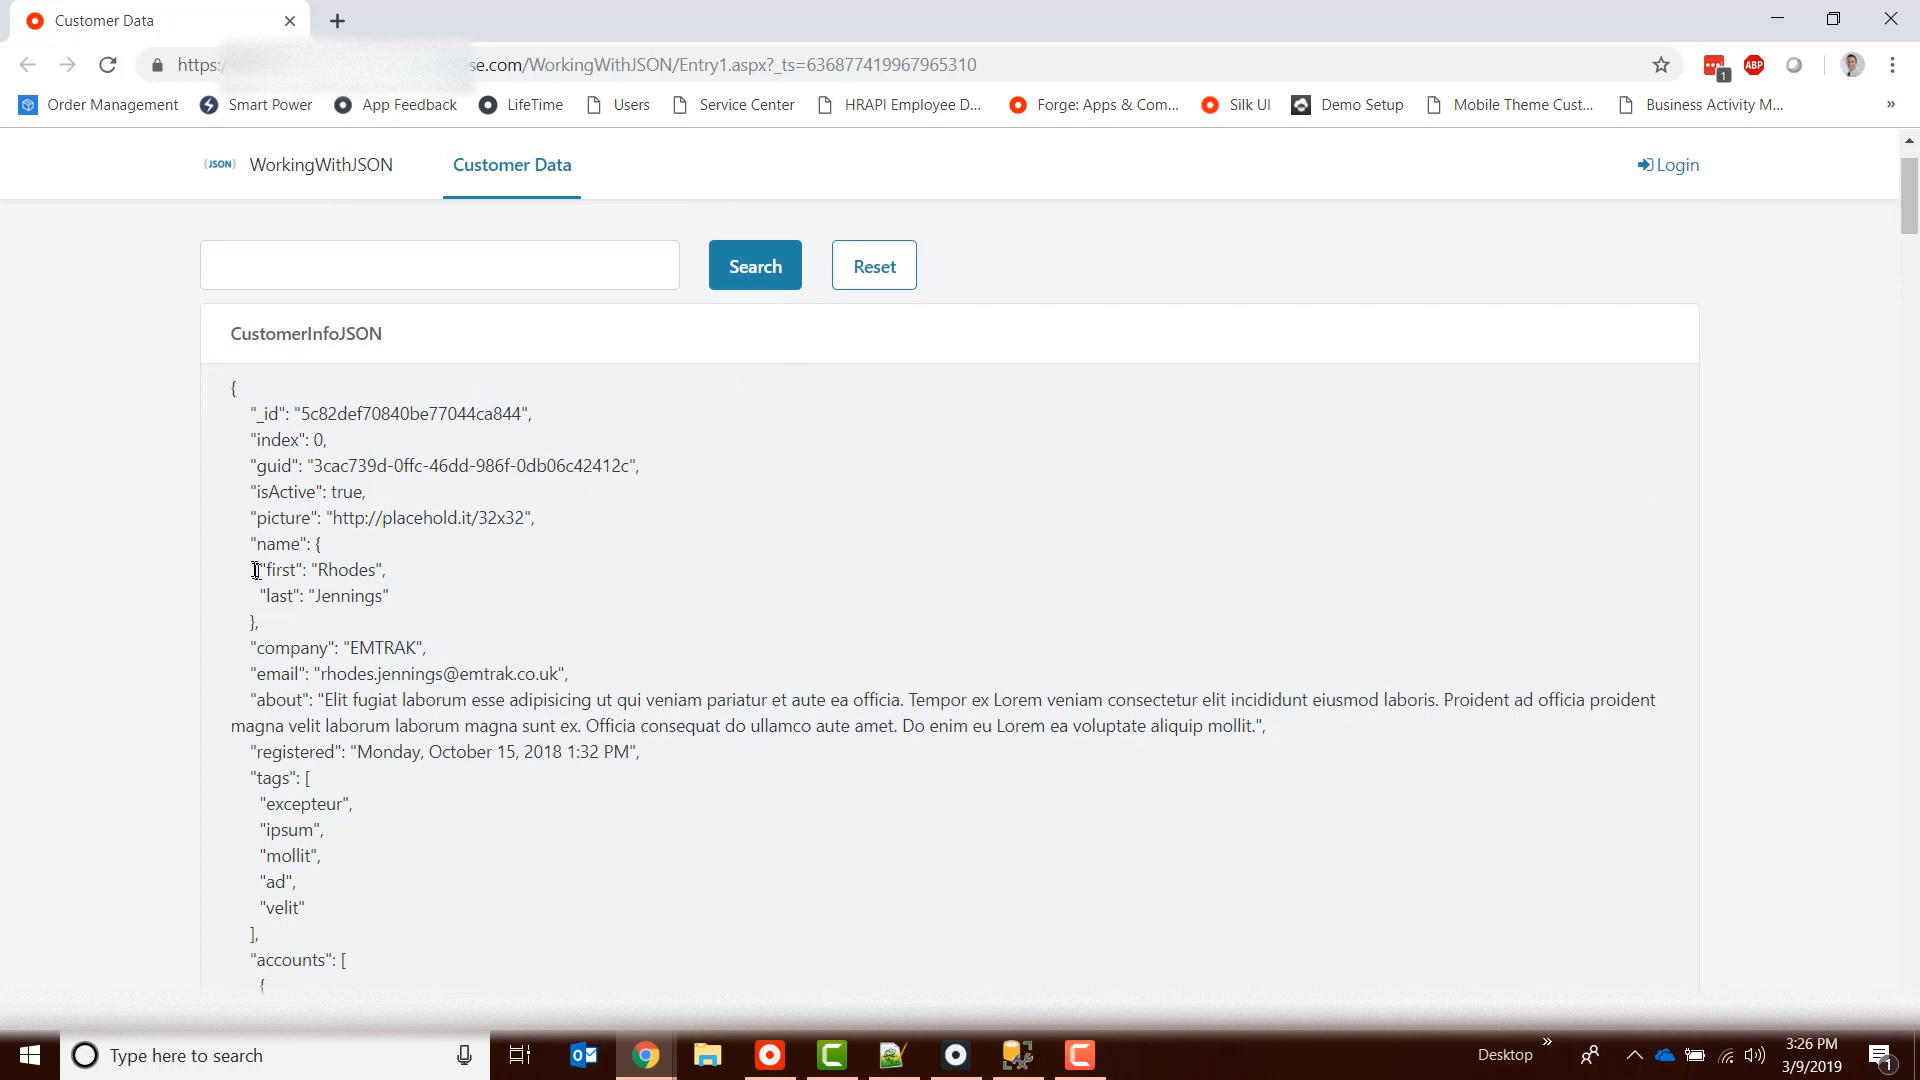 Customer Data
https:
se.com/WorkingWithJSON/Entry1.aspx?_ts=636877419967965310
1
ABP
Order Management
Smart Power
App Feedback
LifeTime
Users
Service Center
HRAPI Employee D...
Forge: Apps & Com...
Silk UI
Demo Setup
Mobile Theme Cust...
Business Activity M...
»
{JSON}
WorkingWithJSON
Customer Data
Login
Search
Reset
CustomerInfoJSON
{
"_id": "5c82def70840be77044ca844",
"index": 0,
"guid": "3cac739d-0ffc-46dd-986f-0db06c42412c",
"isActive": true,
"picture": "http://placehold.it/32x32",
"name": {
"first": "Rhodes",
"last": "Jennings"
},
"company": "EMTRAK",
"email": "rhodes.jennings@emtrak.co.uk",
"about": "Elit fugiat laborum esse adipisicing ut qui veniam pariatur et aute ea officia. Tempor ex Lorem veniam consectetur elit incididunt eiusmod laboris. Proident ad officia proident
magna velit laborum laborum magna sunt ex. Officia consequat do ullamco aute amet. Do enim eu Lorem ea voluptate aliquip mollit.",
"registered": "Monday, October 15, 2018 1:32 PM",
"tags": [
"excepteur",
"ipsum",
"mollit",
"ad",
"velit"
],
"accounts": [
{
Type here to search
Desktop
»
3:26 PM
3/9/2019
1